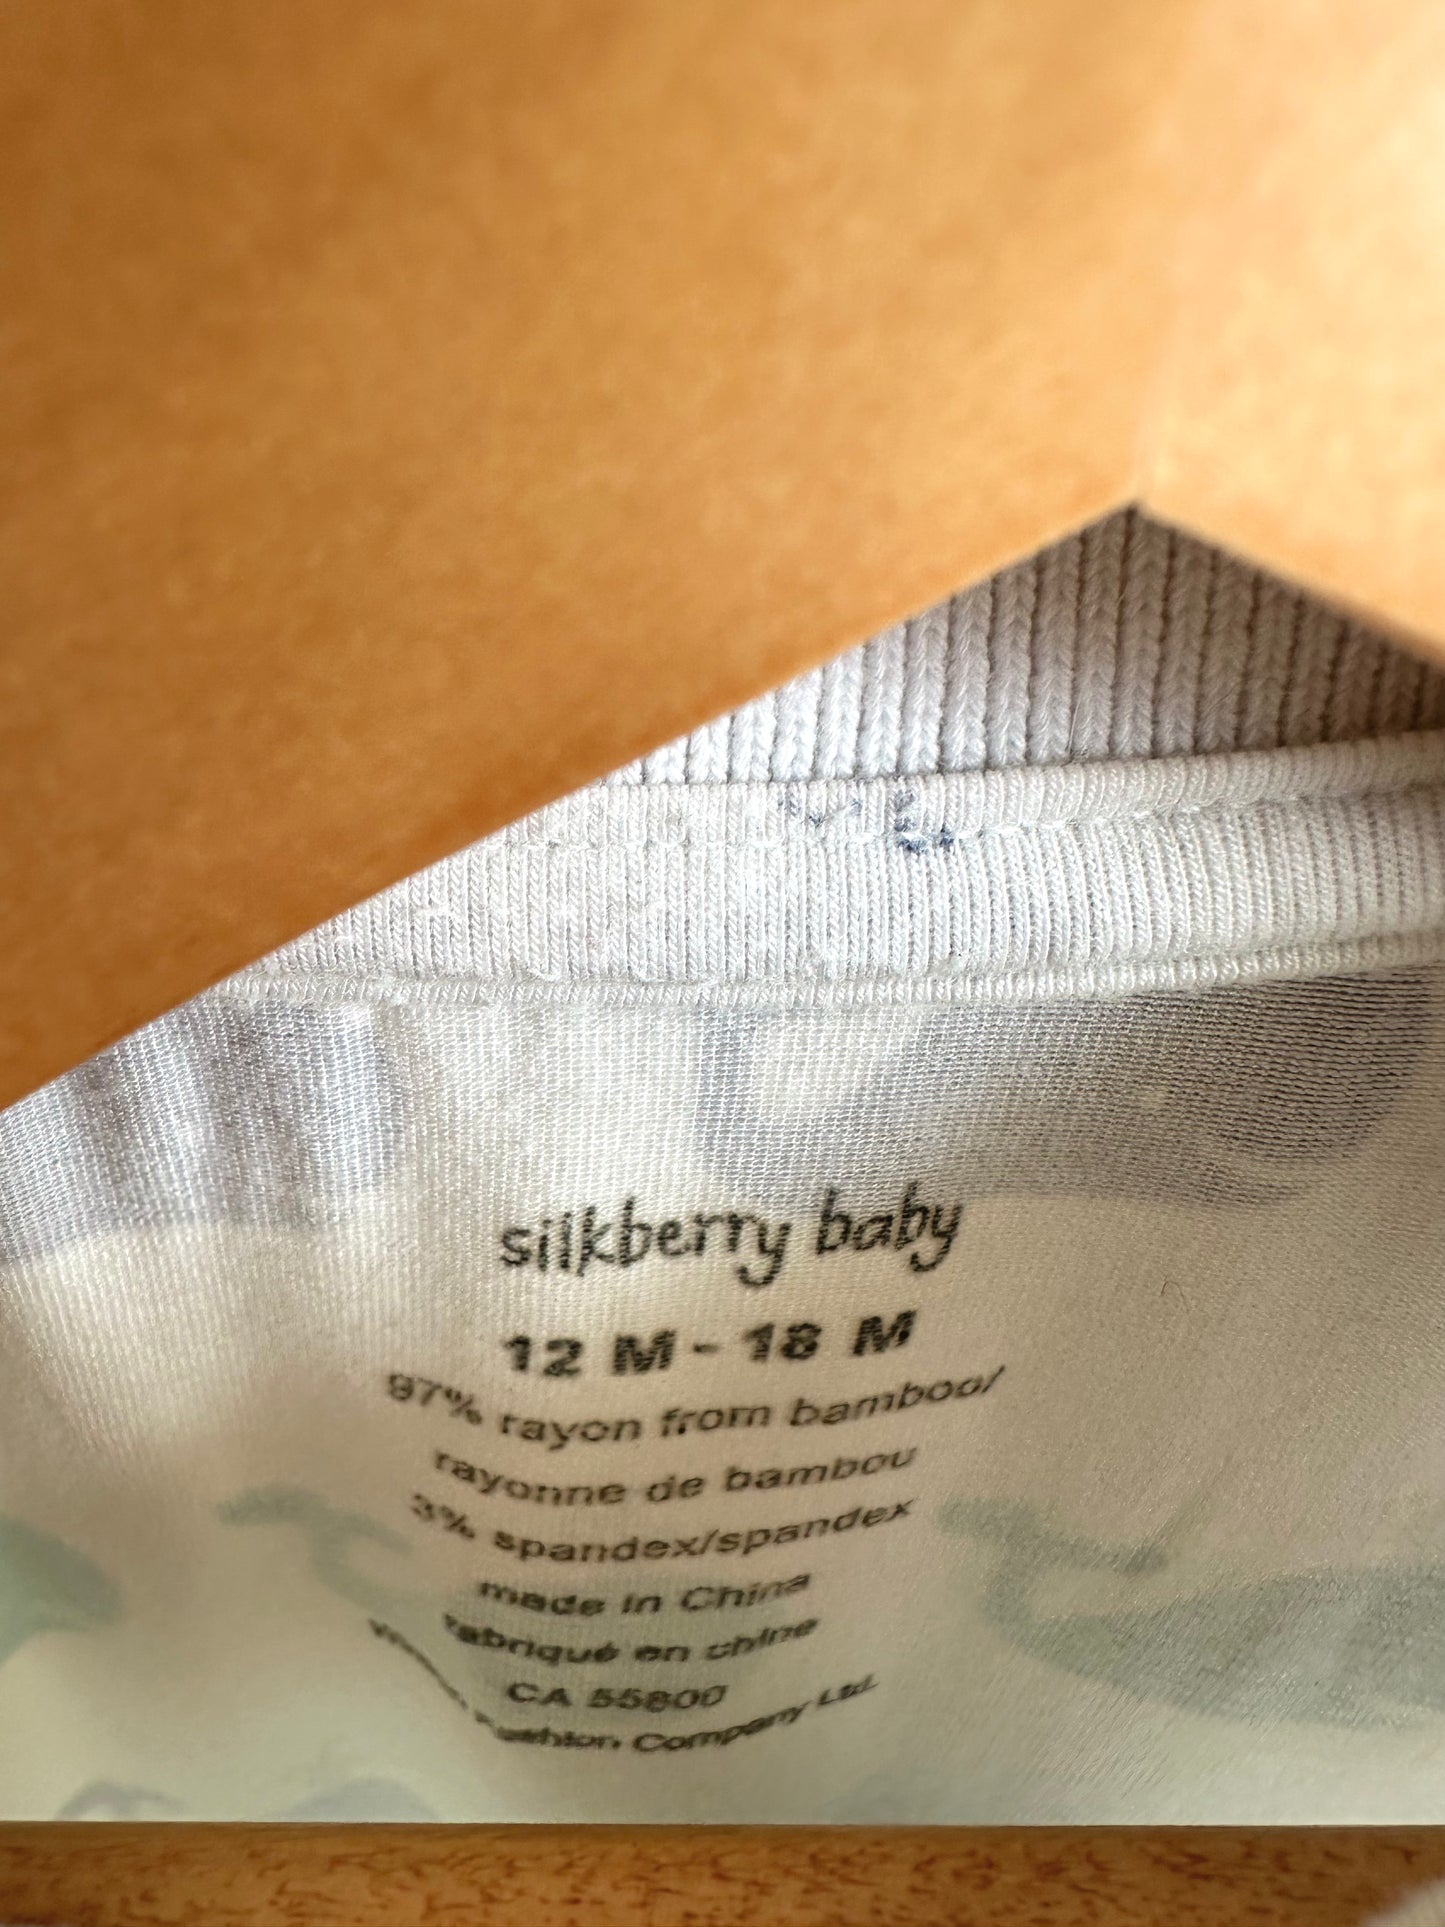 silkberry baby
12 M - 18 M
97% rayon from bamboo/
rayonne de bambou
3% spandex/spandex
made in China
fabriqué en chine
CA 55800
Fashion Company Ltd.